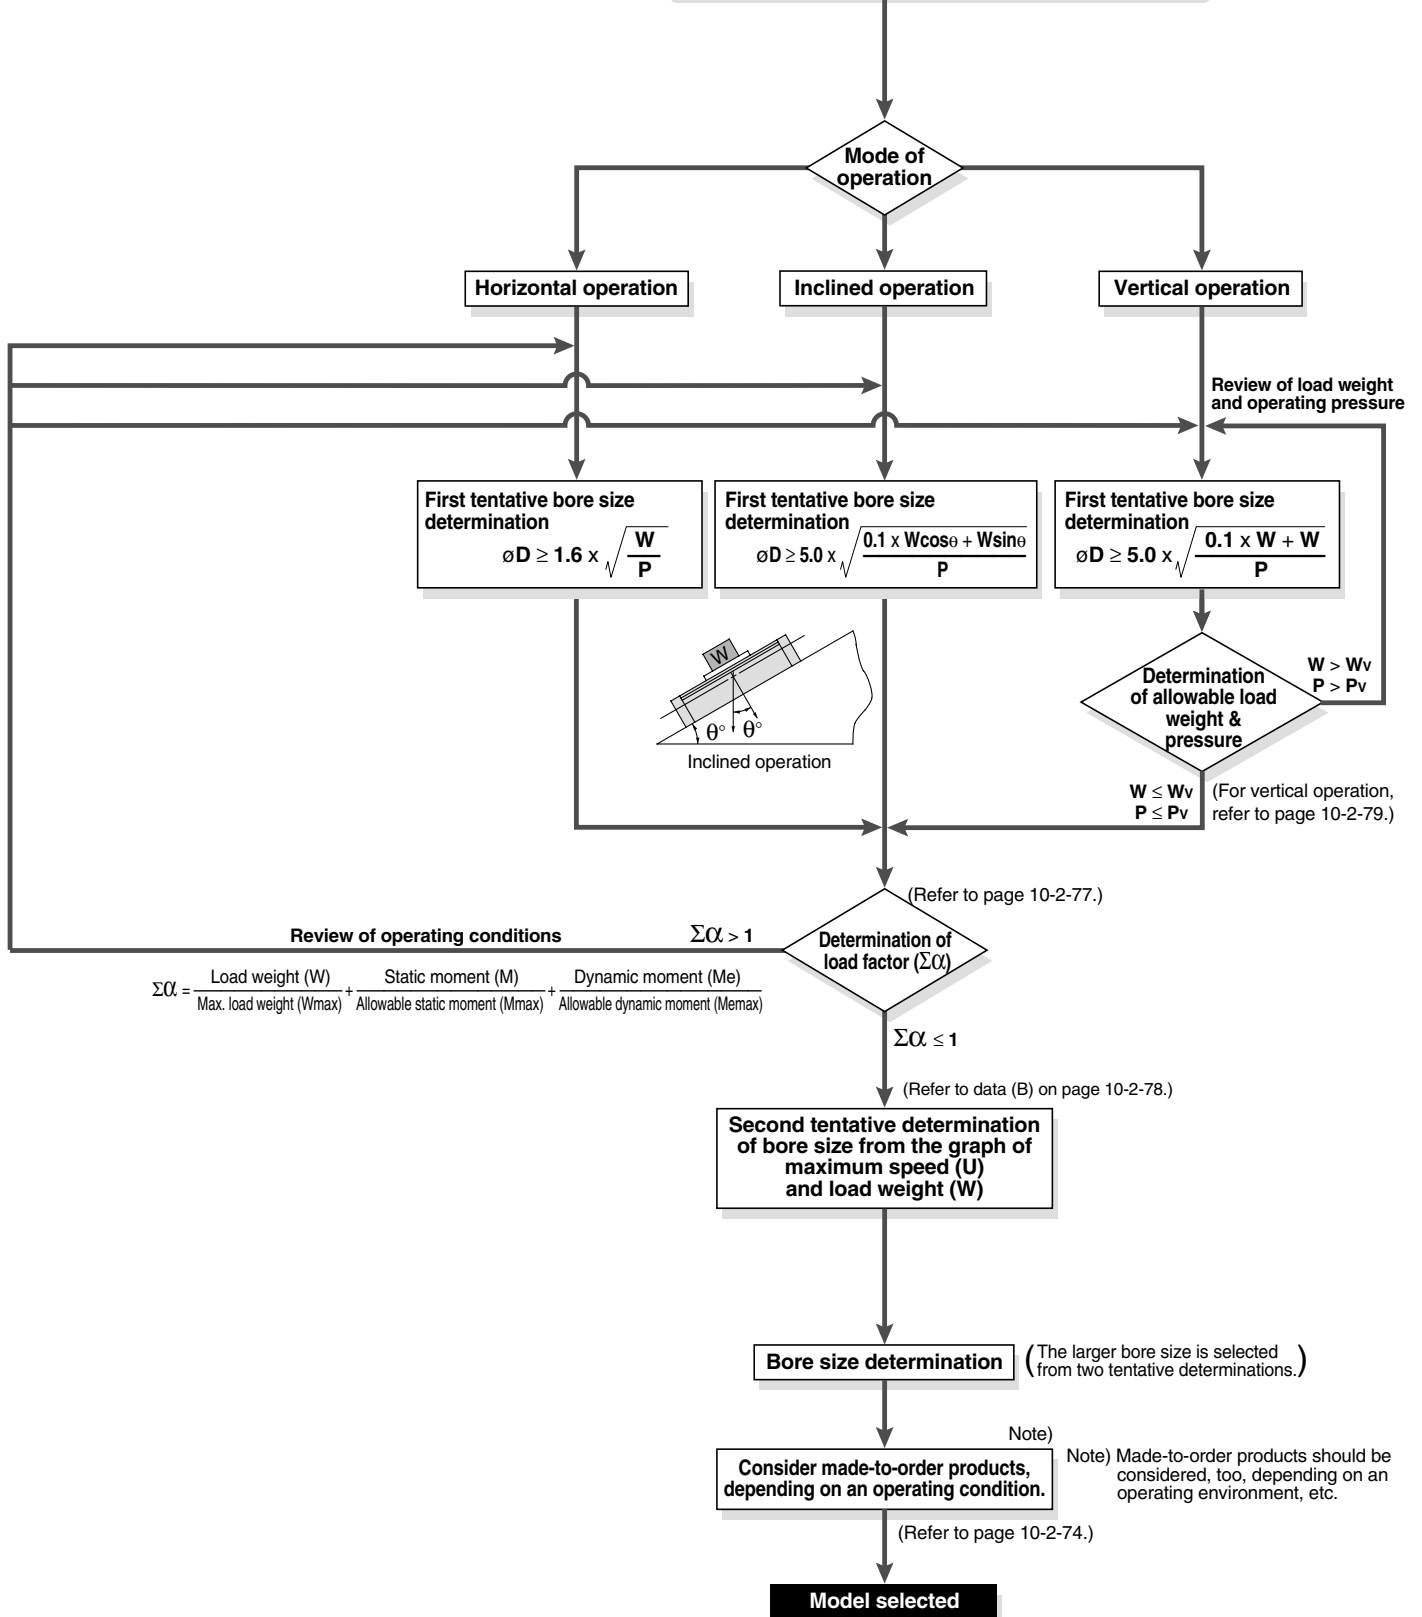 Mode of
operation
Horizontal operation
Inclined operation
Vertical operation
Review of load weight
and operating pressure
First tentative bore size
determination
øD ≥ 1.6 x √(W/P)
First tentative bore size
determination
øD ≥ 5.0 x √((0.1 x Wcosθ + Wsinθ)/P)
First tentative bore size
determination
øD ≥ 5.0 x √((0.1 x W + W)/P)
W
θ° θ°
Inclined operation
Determination
of allowable load
weight &
pressure
W > Wv
P > Pv
W ≤ Wv
P ≤ Pv
(For vertical operation,
refer to page 10-2-79.)
(Refer to page 10-2-77.)
Review of operating conditions
Σα > 1
Determination of
load factor (Σα)
Σα = Load weight (W)/Max. load weight (Wmax) + Static moment (M)/Allowable static moment (Mmax) + Dynamic moment (Me)/Allowable dynamic moment (Memax)
Σα ≤ 1
(Refer to data (B) on page 10-2-78.)
Second tentative determination
of bore size from the graph of
maximum speed (U)
and load weight (W)
Bore size determination
(The larger bore size is selected
from two tentative determinations.)
Note)
Consider made-to-order products,
depending on an operating condition.
Note) Made-to-order products should be
considered, too, depending on an
operating environment, etc.
(Refer to page 10-2-74.)
Model selected